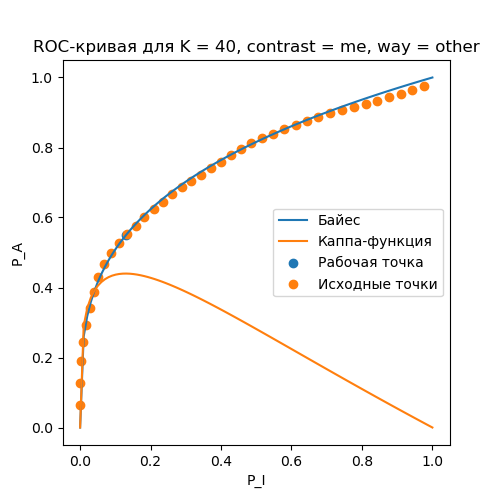 ROC-кривая для K = 40, contrast = me, way = other
1.0
0.8
0.6
0.4
0.2
0.0
P_A
Байес
Каппа-функция
Рабочая точка
Исходные точки
0.0 0.2 0.4 0.6 0.8 1.0
P_I